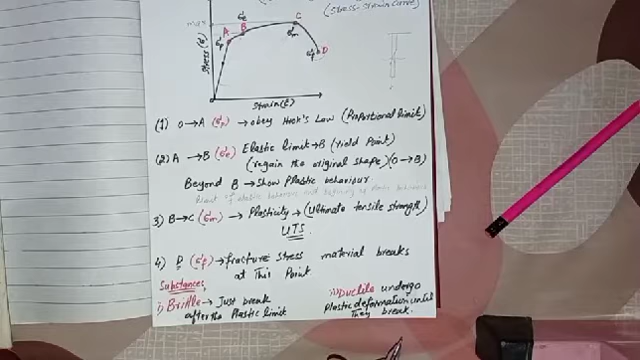 (stress-strain curve)
max
σe
C
A
B
σp
σm
σf
D
Stress(σ)
Strain(ε)
(1) O→A (σp) → obey Hook's Law (Proportional limit)
(2) A →B (σe) Elastic limit→B (Yield Point)
(regain the original shape)(O→B)
Beyond B → Show Plastic behaviour
3) B→C (σm) → Plasticity → (Ultimate tensile strength)
UTS.
4) D (σf) → Fracture Stress material breaks
at This Point
Substances
i) Brittle → Just break
after the Plastic limit
ii) Ductile undergo
Plastic deformation until
They break.